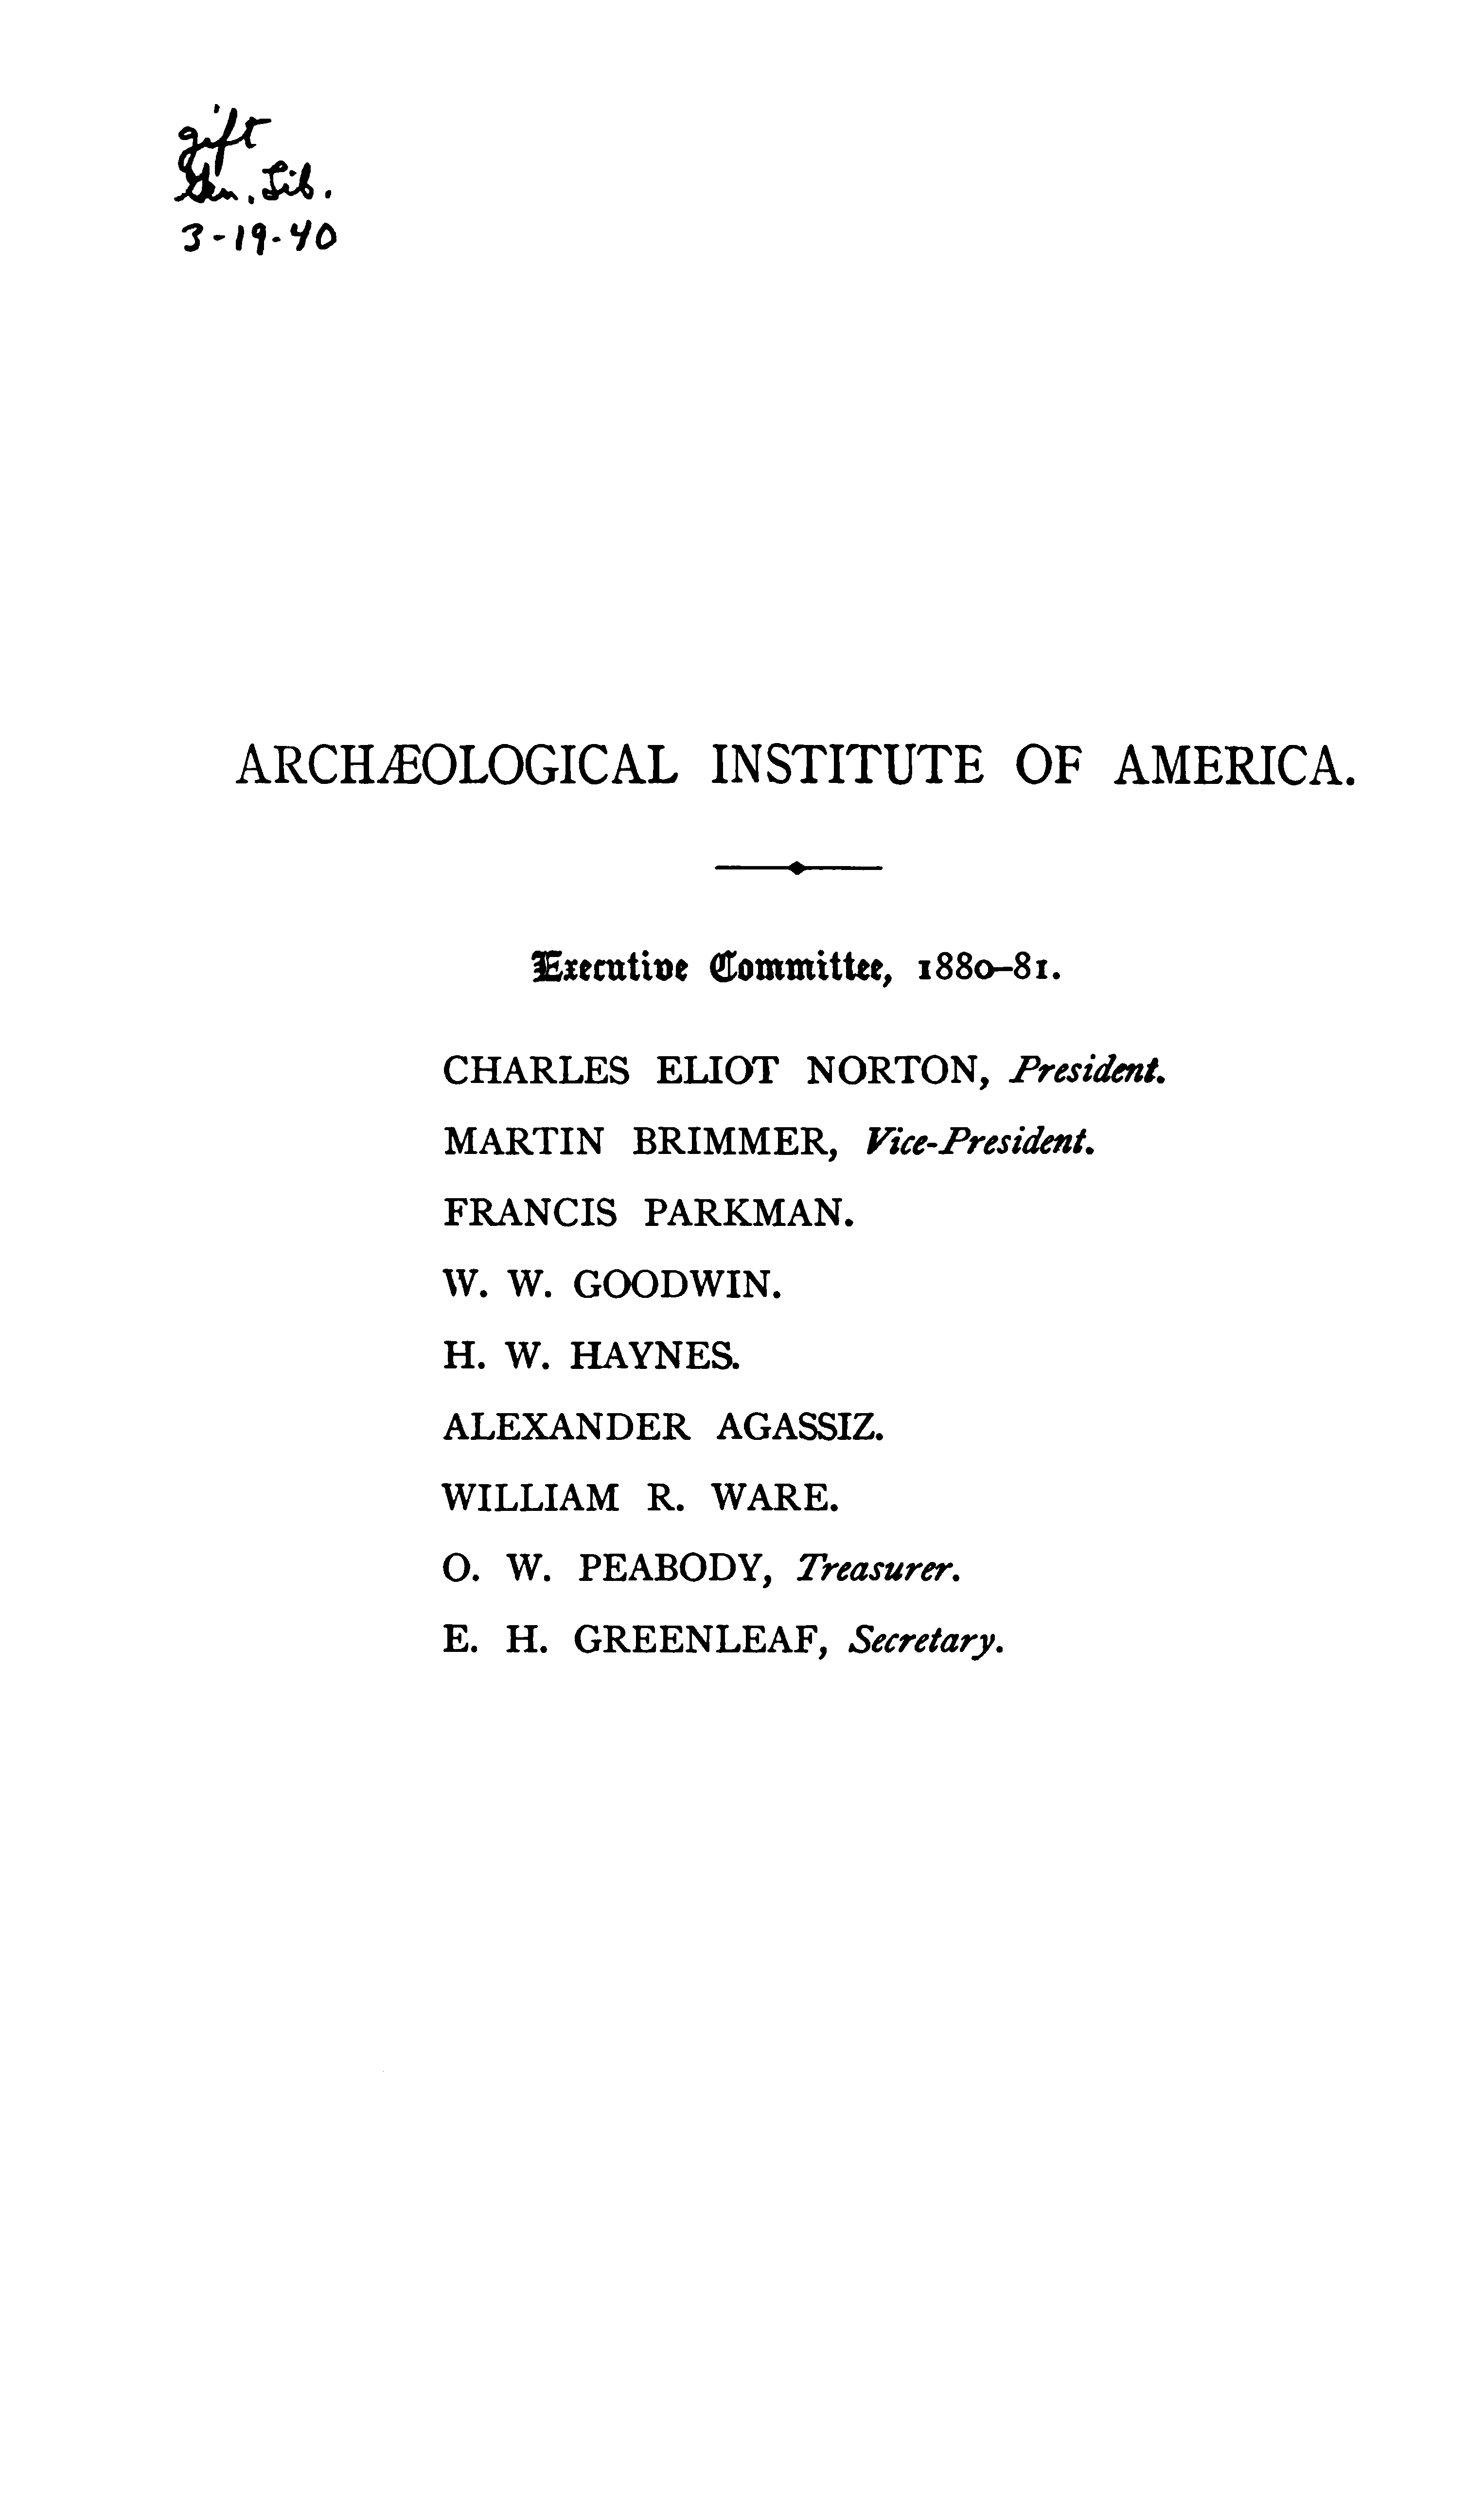 gift
Lib.
3-19-40
ARCHÆOLOGICAL INSTITUTE OF AMERICA.
Executive Committee, 1880-81.
CHARLES ELIOT NORTON, President.
MARTIN BRIMMER, Vice-President.
FRANCIS PARKMAN.
W. W. GOODWIN.
H. W. HAYNES.
ALEXANDER AGASSIZ.
WILLIAM R. WARE.
O. W. PEABODY, Treasurer.
E. H. GREENLEAF, Secretary.